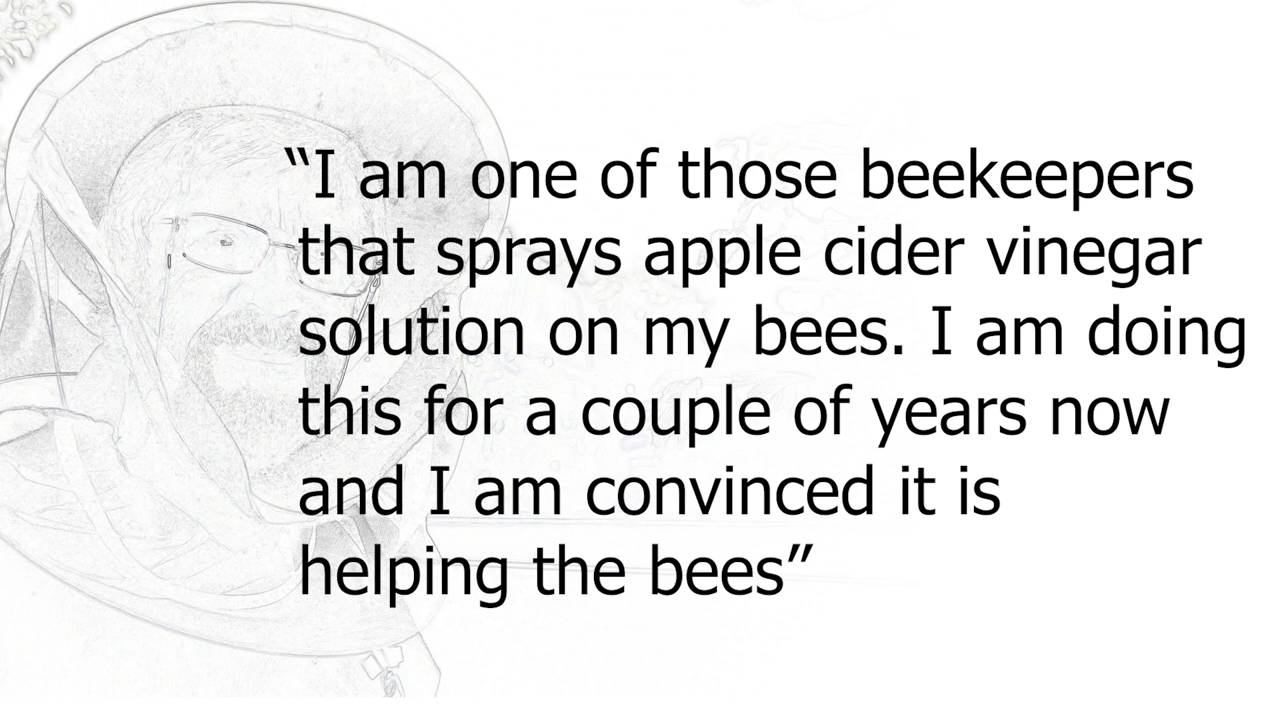 “I am one of those beekeepers
that sprays apple cider vinegar
solution on my bees. I am doing
this for a couple of years now
and I am convinced it is
helping the bees”